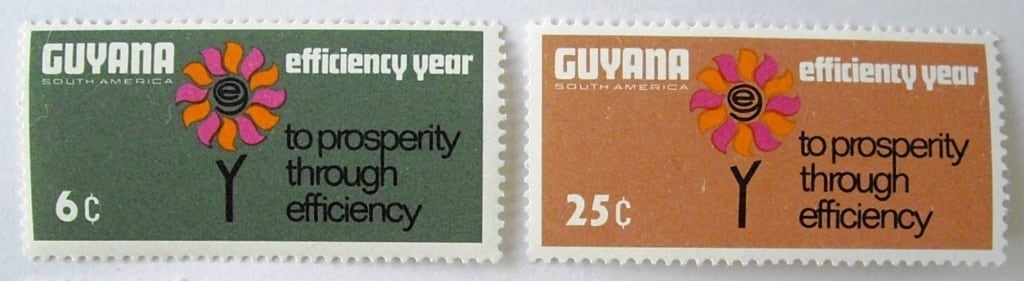 GUYANA
SOUTH AMERICA
efficiency year
e
to prosperity
through
efficiency
Y
6¢
GUYANA
SOUTH AMERICA
efficiency year
e
to prosperity
through
efficiency
Y
25¢